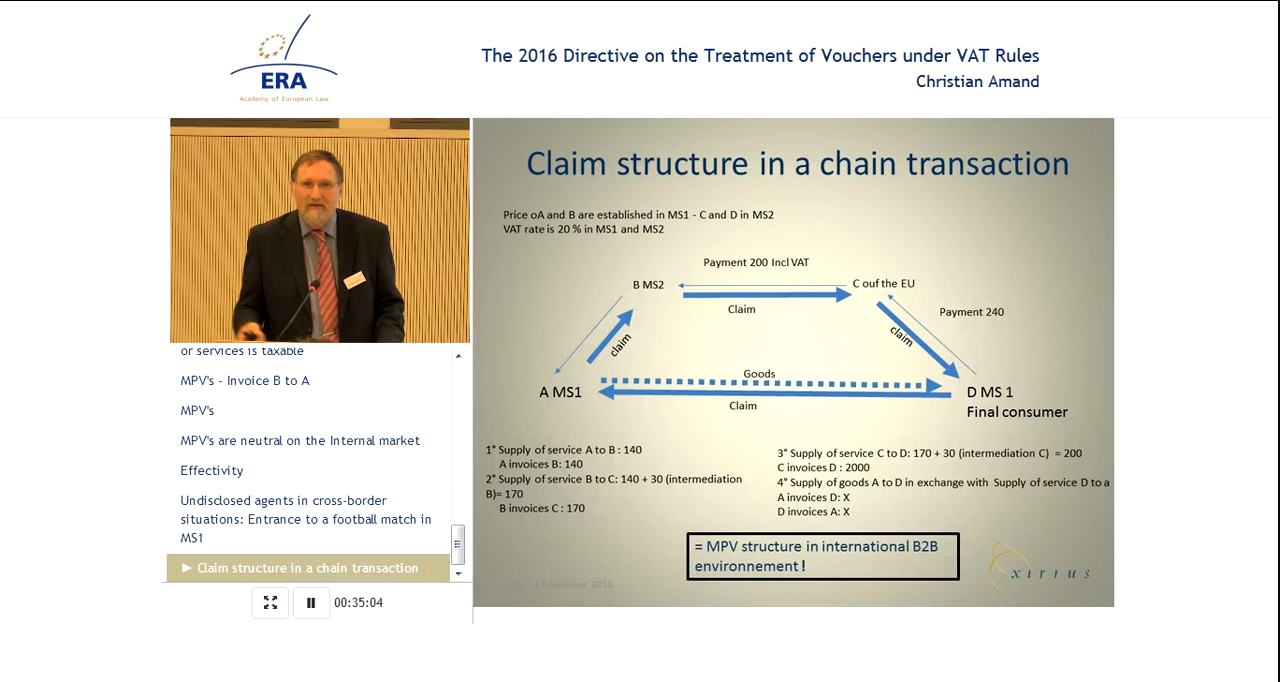 ERA
Academy of European Law
The 2016 Directive on the Treatment of Vouchers under VAT Rules
Christian Amand
or services is taxable
MPV's - Invoice B to A
MPV's
MPV's are neutral on the Internal market
Effectivity
Undisclosed agents in cross-border
situations: Entrance to a football match in
MS1
► Claim structure in a chain transaction
00:35:04
Claim structure in a chain transaction
Price oA and B are established in MS1 - C and D in MS2
VAT rate is 20 % in MS1 and MS2
Payment 200 Incl VAT
B MS2
C ouf the EU
Claim
Payment 240
claim
claim
Goods
A MS1
D MS 1
Final consumer
Claim
1° Supply of service A to B : 140
A invoices B: 140
2° Supply of service B to C: 140 + 30 (intermediation
B)= 170
B invoices C : 170
3° Supply of service C to D: 170 + 30 (intermediation C) = 200
C invoices D : 2000
4° Supply of goods A to D in exchange with Supply of service D to a
A invoices D: X
D invoices A: X
= MPV structure in international B2B
environnement !
xirius
24 November 2016